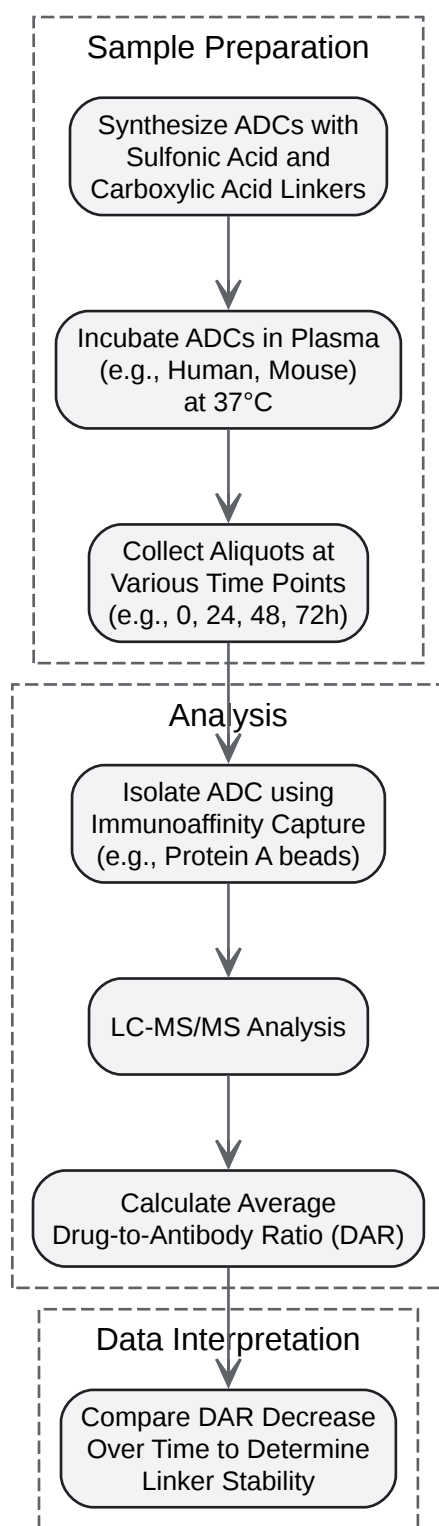 Sample Preparation
Synthesize ADCs with
Sulfonic Acid and
Carboxylic Acid Linkers
Incubate ADCs in Plasma
(e.g., Human, Mouse)
at 37°C
Collect Aliquots at
Various Time Points
(e.g., 0, 24, 48, 72h)
Analysis
Isolate ADC using
Immunoaffinity Capture
(e.g., Protein A beads)
LC-MS/MS Analysis
Calculate Average
Drug-to-Antibody Ratio (DAR)
Data Interpretation
Compare DAR Decrease
Over Time to Determine
Linker Stability